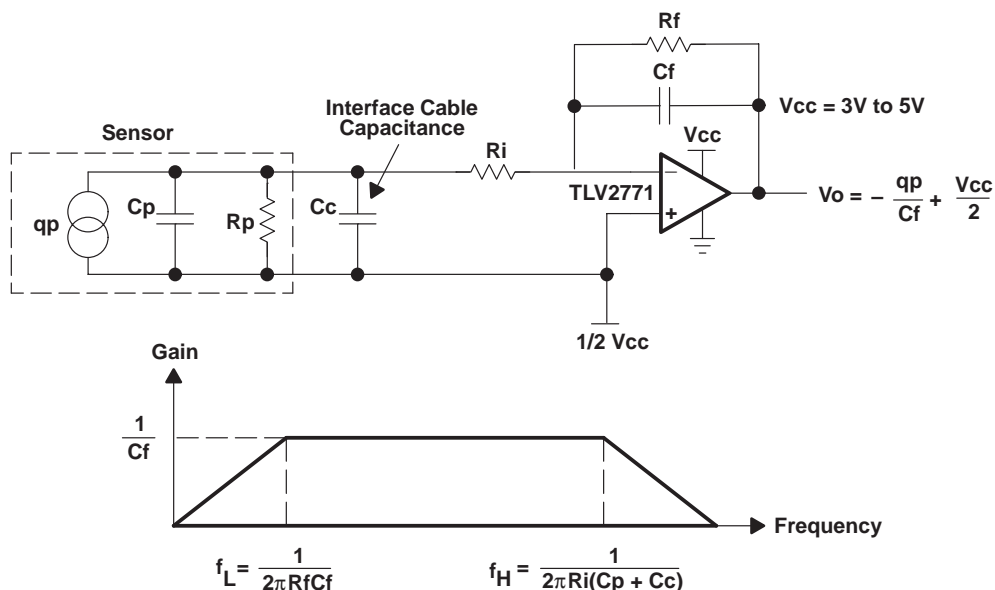 Rf
Cf
Vcc = 3V to 5V
Interface Cable
Capacitance
Sensor
Vcc
Ri
qp
Cp
Rp
Cc
TLV2771
−
+
Vo = − qp/Cf + Vcc/2
1/2 Vcc
Gain
1/Cf
Frequency
fL = 1/2πRfCf
fH = 1/2πRi(Cp + Cc)